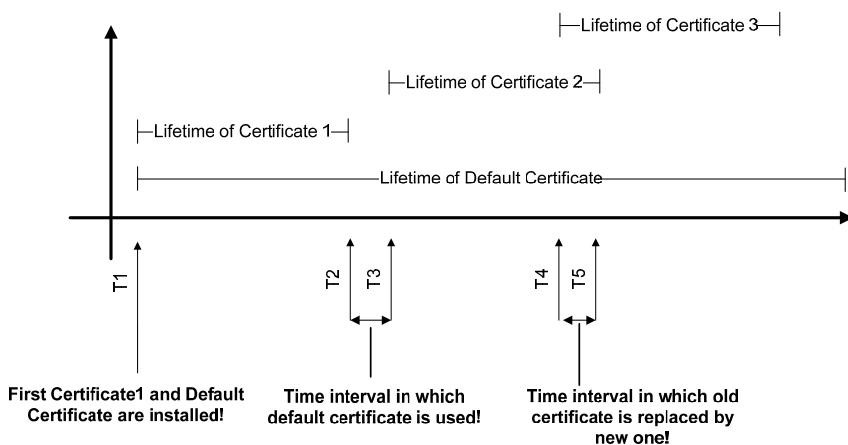 Lifetime of Certificate 3
Lifetime of Certificate 2
Lifetime of Certificate 1
Lifetime of Default Certificate
T1
T2
T3
T4
T5
First Certificate1 and Default
Certificate are installed!
Time interval in which
default certificate is used!
Time interval in which old
certificate is replaced by
new one!